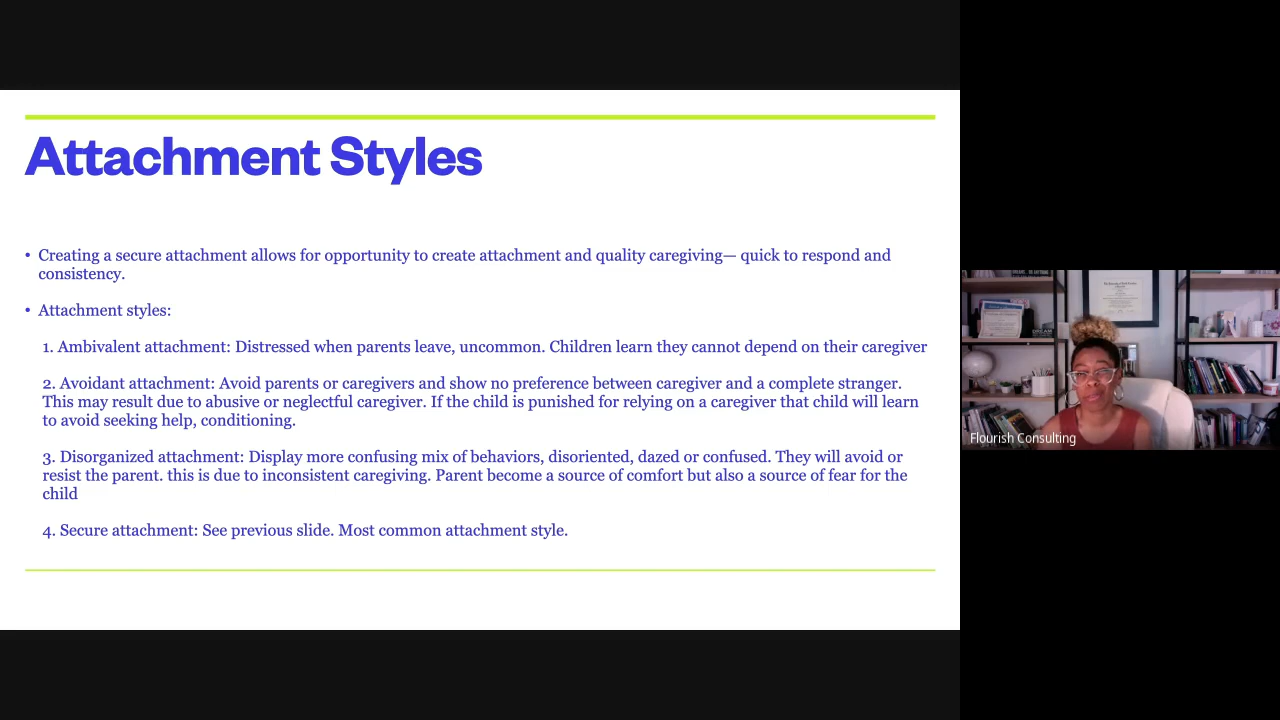 Attachment Styles
• Creating a secure attachment allows for opportunity to create attachment and quality caregiving— quick to respond and
consistency.
• Attachment styles:
1. Ambivalent attachment: Distressed when parents leave, uncommon. Children learn they cannot depend on their caregiver
2. Avoidant attachment: Avoid parents or caregivers and show no preference between caregiver and a complete stranger.
This may result due to abusive or neglectful caregiver. If the child is punished for relying on a caregiver that child will learn
to avoid seeking help, conditioning.
3. Disorganized attachment: Display more confusing mix of behaviors, disoriented, dazed or confused. They will avoid or
resist the parent. this is due to inconsistent caregiving. Parent become a source of comfort but also a source of fear for the
child
4. Secure attachment: See previous slide. Most common attachment style.
DREAM
Flourish Consulting